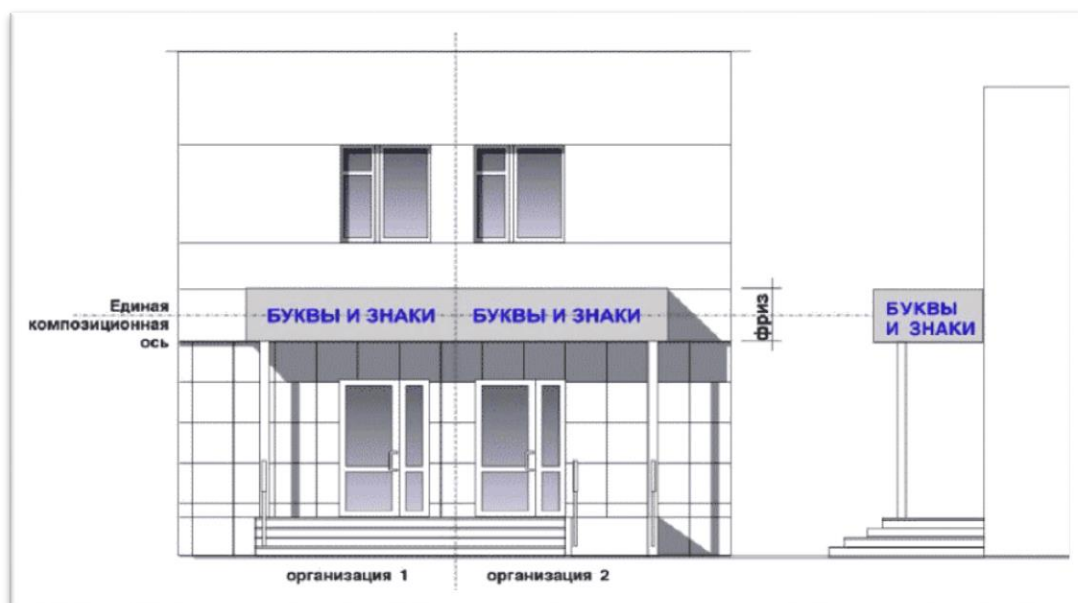 Единая
композиционная
ось
БУКВЫ И ЗНАКИ
БУКВЫ И ЗНАКИ
фриз
БУКВЫ
И ЗНАКИ
организация 1
организация 2